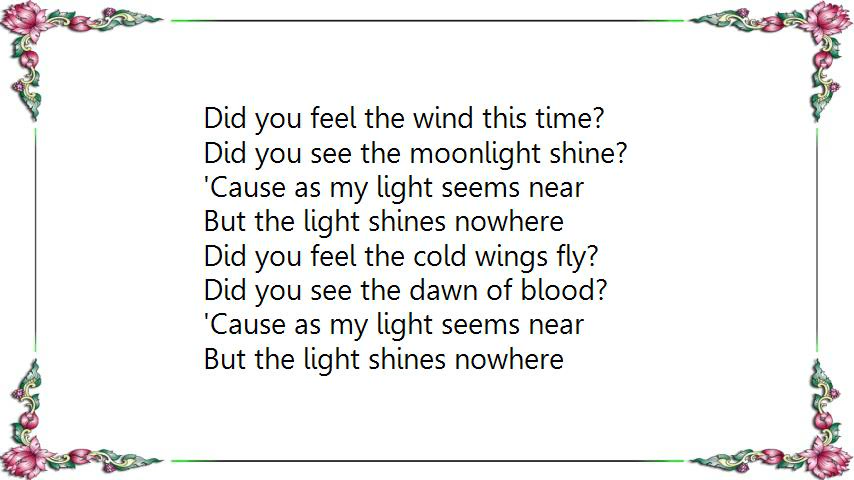 Did you feel the wind this time?
Did you see the moonlight shine?
'Cause as my light seems near
But the light shines nowhere
Did you feel the cold wings fly?
Did you see the dawn of blood?
'Cause as my light seems near
But the light shines nowhere